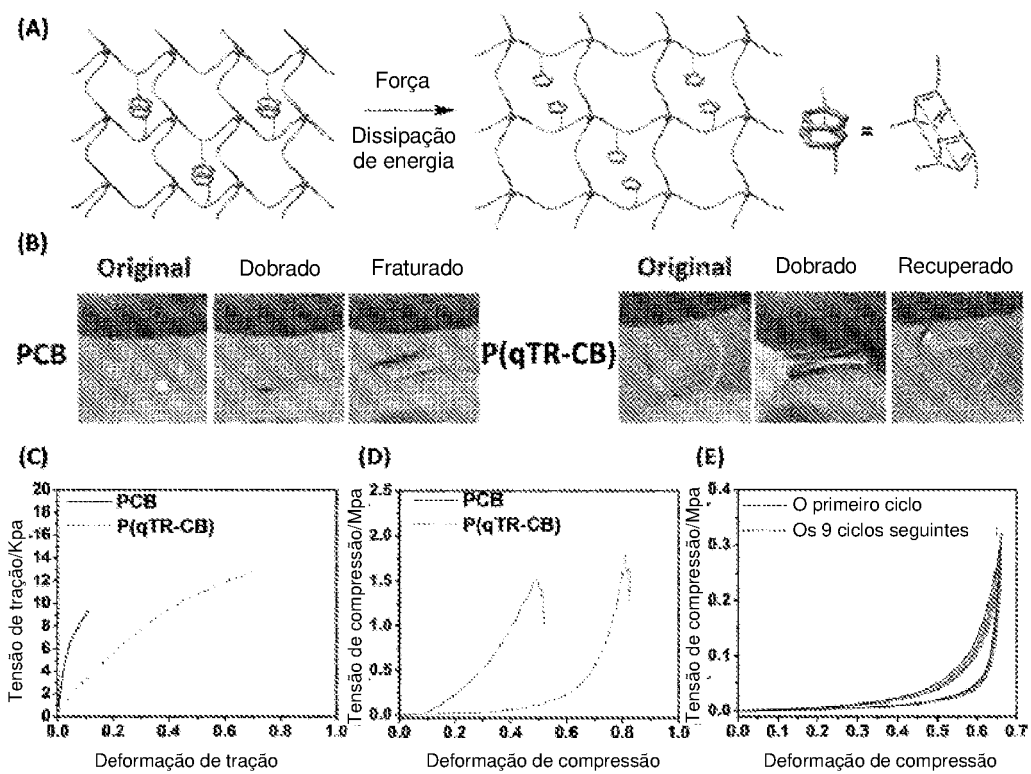 (A)
Força
Dissipação
de energia
=
(B)
Original Dobrado Fraturado
Original Dobrado Recuperado
PCB
P(qTR-CB)
(C)
Tensão de tração/Kpa
20
18
16
14
12
10
8
6
4
2
0
PCB
P(qTR-CB)
0.0 0.2 0.4 0.6 0.8 1.0
Deformação de tração
(D)
Tensão de compressão/Mpa
2.5
2.0
1.5
1.0
0.5
0.0
PCB
P(qTR-CB)
0.0 0.2 0.4 0.6 0.8 1.0
Deformação de compressão
(E)
Tensão de compressão/Mpa
0.4
0.3
0.2
0.1
0.0
O primeiro ciclo
Os 9 ciclos seguintes
0.0 0.1 0.2 0.3 0.4 0.5 0.6 0.7
Deformação de compressão